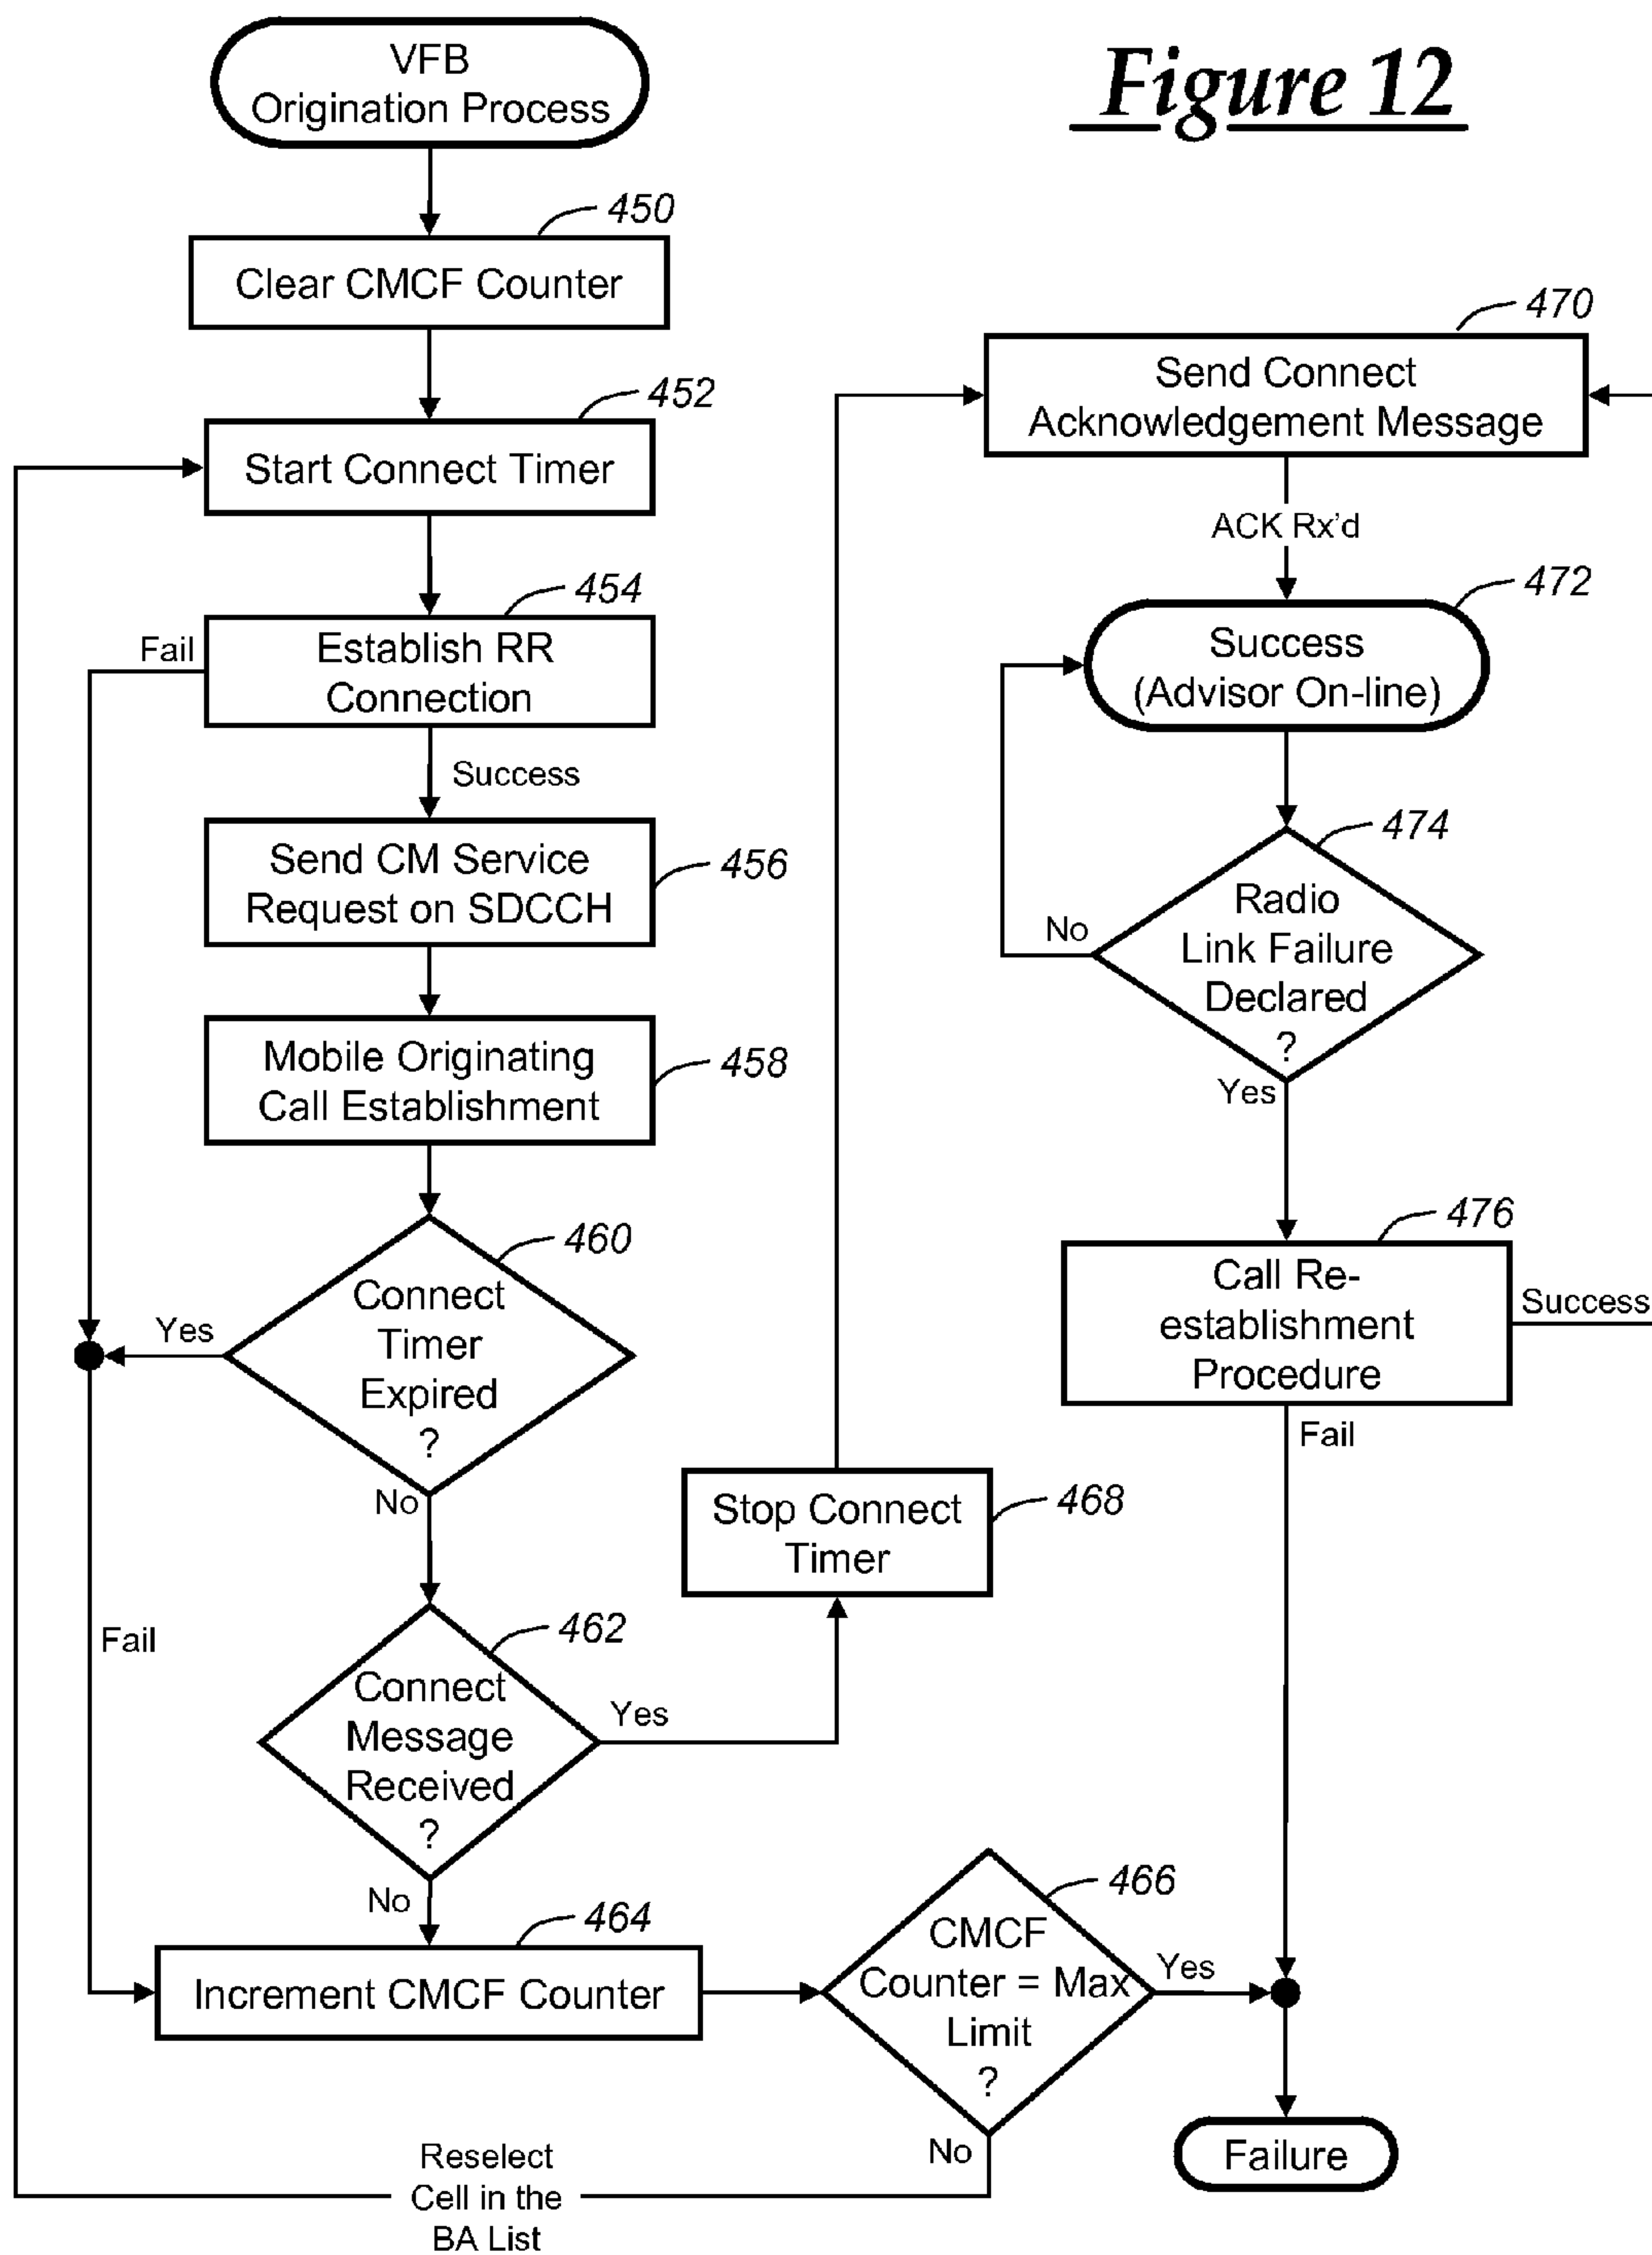 VFB
Origination Process
Figure 12
450
Clear CMCF Counter
452
Start Connect Timer
454
Fail
Establish RR
Connection
Success
Send CM Service
Request on SDCCH
456
Mobile Originating
Call Establishment
458
460
Connect
Timer
Expired
?
Yes
No
Fail
462
Connect
Message
Received
?
Yes
No
464
Increment CMCF Counter
466
CMCF
Counter = Max
Limit
?
Yes
No
Reselect
Cell in the
BA List
Stop Connect
Timer
468
470
Send Connect
Acknowledgement Message
ACK Rx'd
472
Success
(Advisor On-line)
474
Radio
Link Failure
Declared
?
No
Yes
476
Call Re-
establishment
Procedure
Success
Fail
Failure